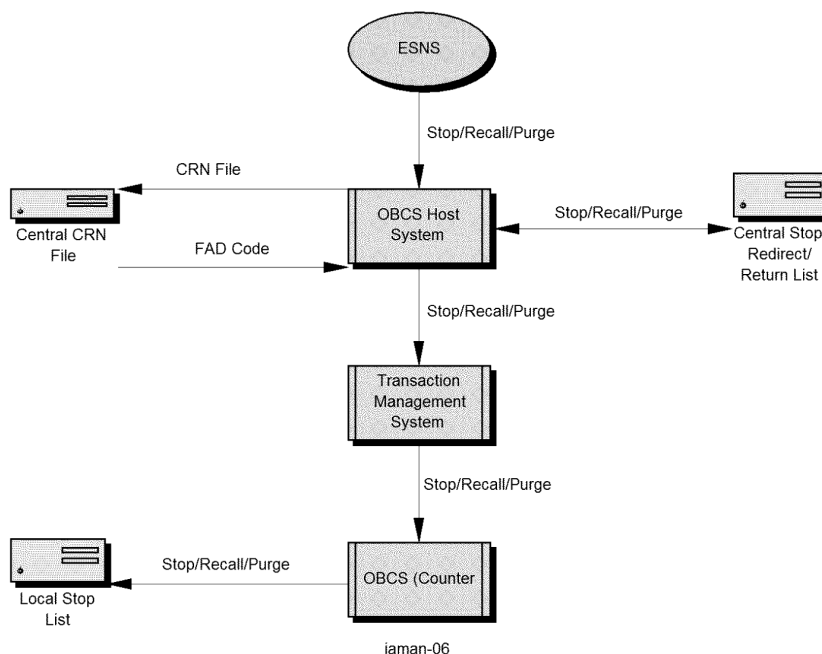 ESNS
Stop/Recall/Purge
CRN File
OBCS Host
System
Stop/Recall/Purge
Central CRN
File
FAD Code
Central Stop
Redirect/
Return List
Stop/Recall/Purge
Transaction
Management
System
Stop/Recall/Purge
OBCS (Counter
Stop/Recall/Purge
Local Stop
List
iaman-06